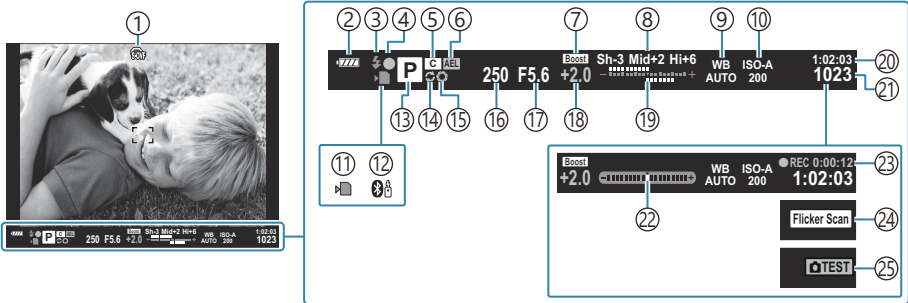 ① ② ③ ④ ⑤ ⑥ ⑦ ⑧ ⑨ ⑩
Boost Sh-3 Mid+2 Hi+6 WB ISO-A 1:02:03 ⑳
P C AEL 250 F5.6 +2.0 – + AUTO 200 1023 ㉑
⑬ ⑭ ⑮ ⑯ ⑰ ⑱ ⑲
⑪ ⑫
Boost WB ISO-A REC 0:00:12 ㉓
+2.0 – + AUTO 200 1:02:03
㉒
Flicker Scan ㉔
TEST ㉕
P C AEL 250 F5.6 Boost +2.0 Sh-3 Mid+2 Hi+6 – + WB AUTO ISO-A 200 1:02:03 1023